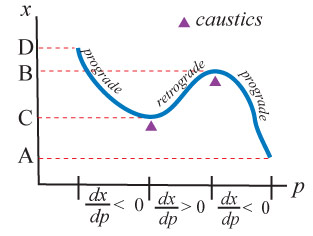 x
▲ caustics
D
B
C
A
prograde
retrograde
prograde
p
dx/dp < 0
dx/dp > 0
dx/dp < 0